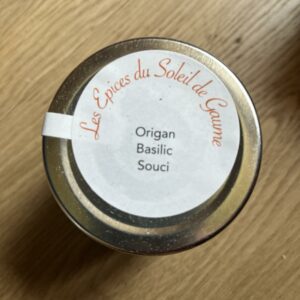 Les Epices du Soleil de Gaume
Origan
Basilic
Souci